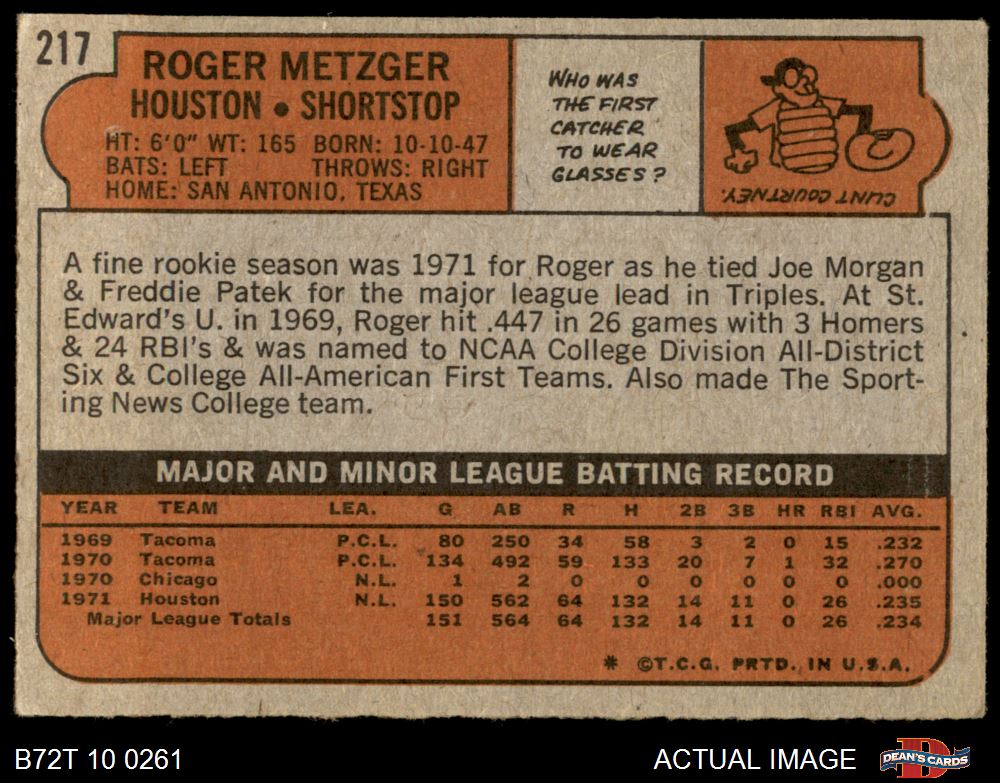 217
ROGER METZGER
HOUSTON • SHORTSTOP
HT: 6'0" WT: 165 BORN: 10-10-47
BATS: LEFT THROWS: RIGHT
HOME: SAN ANTONIO, TEXAS
WHO WAS
THE FIRST
CATCHER
TO WEAR
GLASSES?
CLINT COURTNEY.
A fine rookie season was 1971 for Roger as he tied Joe Morgan
& Freddie Patek for the major league lead in Triples. At St.
Edward's U. in 1969, Roger hit .447 in 26 games with 3 Homers
& 24 RBI's & was named to NCAA College Division All-District
Six & College All-American First Teams. Also made The Sport-
ing News College team.
MAJOR AND MINOR LEAGUE BATTING RECORD
YEAR TEAM LEA. G AB R H 2B 3B HR RBI AVG.
1969 Tacoma P.C.L. 80 250 34 58 3 2 0 15 .232
1970 Tacoma P.C.L. 134 492 59 133 20 7 1 32 .270
1970 Chicago N.L. 1 2 0 0 0 0 0 0 .000
1971 Houston N.L. 150 562 64 132 14 11 0 26 .235
Major League Totals 151 564 64 132 14 11 0 26 .234
* ©T.C.G. PRTD. IN U.S.A.
B72T 10 0261
ACTUAL IMAGE
D
DEAN'S CARDS